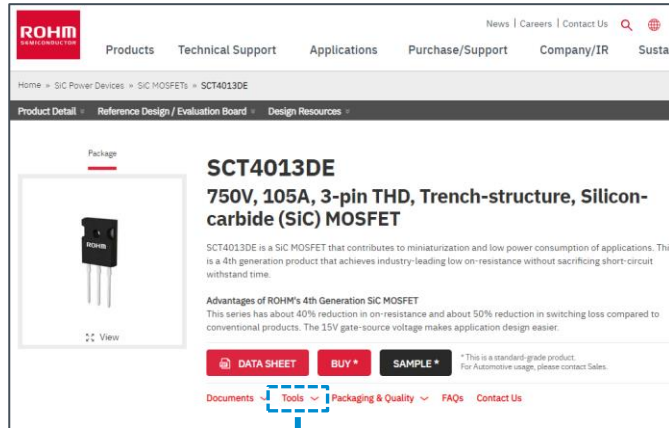 ROHM
SEMICONDUCTOR
News | Careers | Contact Us
Products Technical Support Applications Purchase/Support Company/IR Susta
Home » SiC Power Devices » SiC MOSFETs » SCT4013DE
Product Detail Reference Design / Evaluation Board Design Resources
Package
ROHM
View
SCT4013DE
750V, 105A, 3-pin THD, Trench-structure, Silicon-
carbide (SiC) MOSFET
SCT4013DE is a SiC MOSFET that contributes to miniaturization and low power consumption of applications. Thi
is a 4th generation product that achieves industry-leading low on-resistance without sacrificing short-circuit
withstand time.
Advantages of ROHM's 4th Generation SiC MOSFET
This series has about 40% reduction in on-resistance and about 50% reduction in switching loss compared to
conventional products. The 15V gate-source voltage makes application design easier.
DATA SHEET BUY * SAMPLE *
* This is a standard-grade product.
For Automotive usage, please contact Sales.
Documents Tools Packaging & Quality FAQs Contact Us